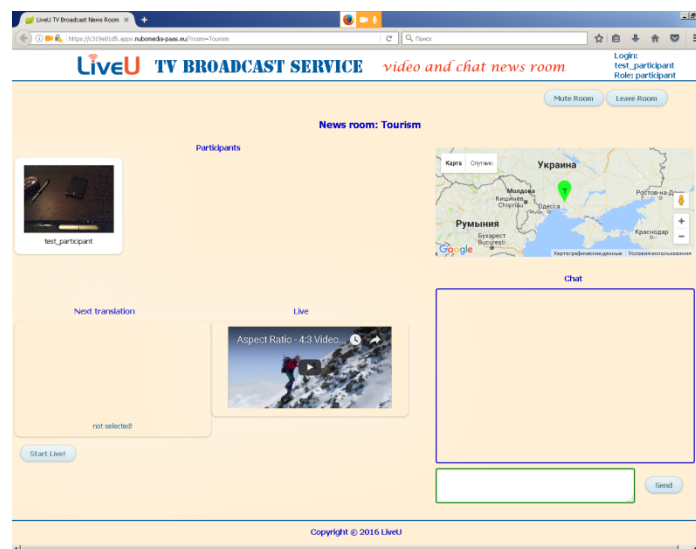 LiveU TV Broadcast News Room
https://c319e81d5.apps.nubomedia-paas.eu/?room=Tourism
Поиск
LiveU TV BROADCAST SERVICE video and chat news room
Login:
test_participant
Role: participant
Mute Room Leave Room
News room: Tourism
Participants
test_participant
Карта Спутник
Украина
Молдова
Кишинёв
Chișinău
Одесса
Ростов-на-До
Румыния
Бухарест
București
Краснодар
Google
Картографические данные Условия использования
Chat
Next translation Live
Aspect Ratio - 4:3 Video...
not selected!
Start Live!
Send
Copyright © 2016 LiveU